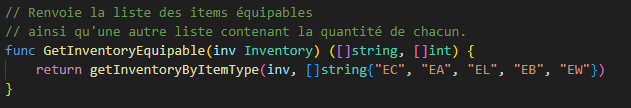 // Renvoie la liste des items équipables
// ainsi qu'une autre liste contenant la quantité de chacun.
func GetInventoryEquipable(inv Inventory) ([]string, []int) {
    return getInventoryByItemType(inv, []string{"EC", "EA", "EL", "EB", "EW"})
}